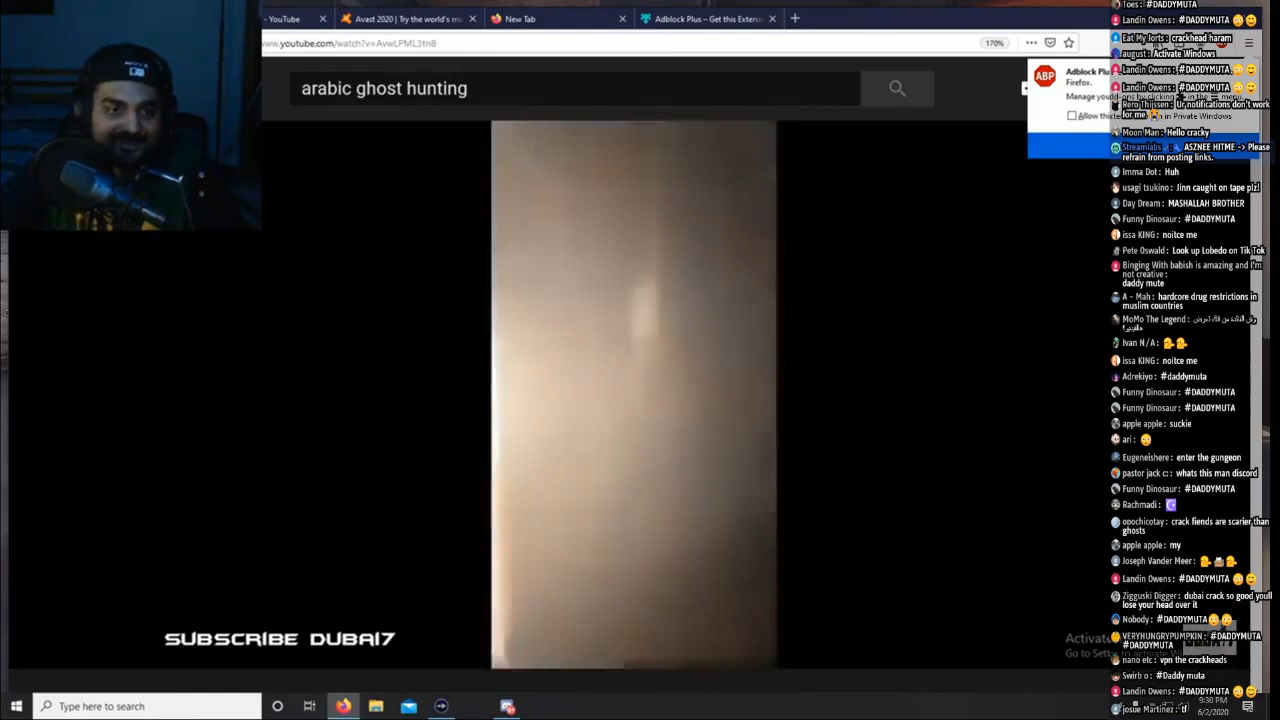 - YouTube
Avast 2020 | Try the world's mo
New Tab
Adblock Plus – Get this Exten
www.youtube.com/watch?v=AvwLPML3tn8
170%
arabic ghost hunting
Adblock Plu
Firefox.
Private Windows
SUBSCRIBE DUBAI7
Toes: #DADDYMUTA
Landin Owens: #DADDYMUTA 😳😊
Eat My Jorts: crackhead haram
august: Activate Windows
Landin Owens: #DADDYMUTA 😳😊
Landin Owens: #DADDYMUTA 😳😊
Rero Thijssen: Ur notifications don't work
for me
Moon Man: Hello cracky
Streamlabs: ASZNEE HITME -> Please
refrain from posting links.
Imma Dot: Huh
usagi tsukino: Jinn caught on tape plz!
Day Dream: MASHALLAH BROTHER
Funny Dinosaur: #DADDYMUTA
issa KING: noitce me
Pete Oswald: Look up Lobedo on Tik Tok
Binging With babish is amazing and I'm
not creative:
daddy mute
A - Mah: hardcore drug restrictions in
muslim countries
MoMo The Legend:
Ivan N/A:
issa KING: noitce me
Adrekiyo: #daddymuta
Funny Dinosaur: #DADDYMUTA
Funny Dinosaur: #DADDYMUTA
apple apple: suckie
ari: 😳
Eugeneishere: enter the gungeon
pastor jack c:: whats this man discord
Funny Dinosaur: #DADDYMUTA
Rachmadi: ☪
opochicotay: crack fiends are scarier than
ghosts
apple apple: my
Joseph Vander Meer:
Landin Owens: #DADDYMUTA 😳😊
Zigguski Digger: dubai crack so good youll
lose your head over it
Nobody: #DADDYMUTA 😳😳
VERYHUNGRYPUMPKIN: #DADDYMUTA
#DADDYMUTA
nano etc: vpn the crackheads
Swirb o: #Daddy muta
Landin Owens: #DADDYMUTA 😳😊
josue Martinez: tf
Type here to search
9:30 PM
6/2/2020